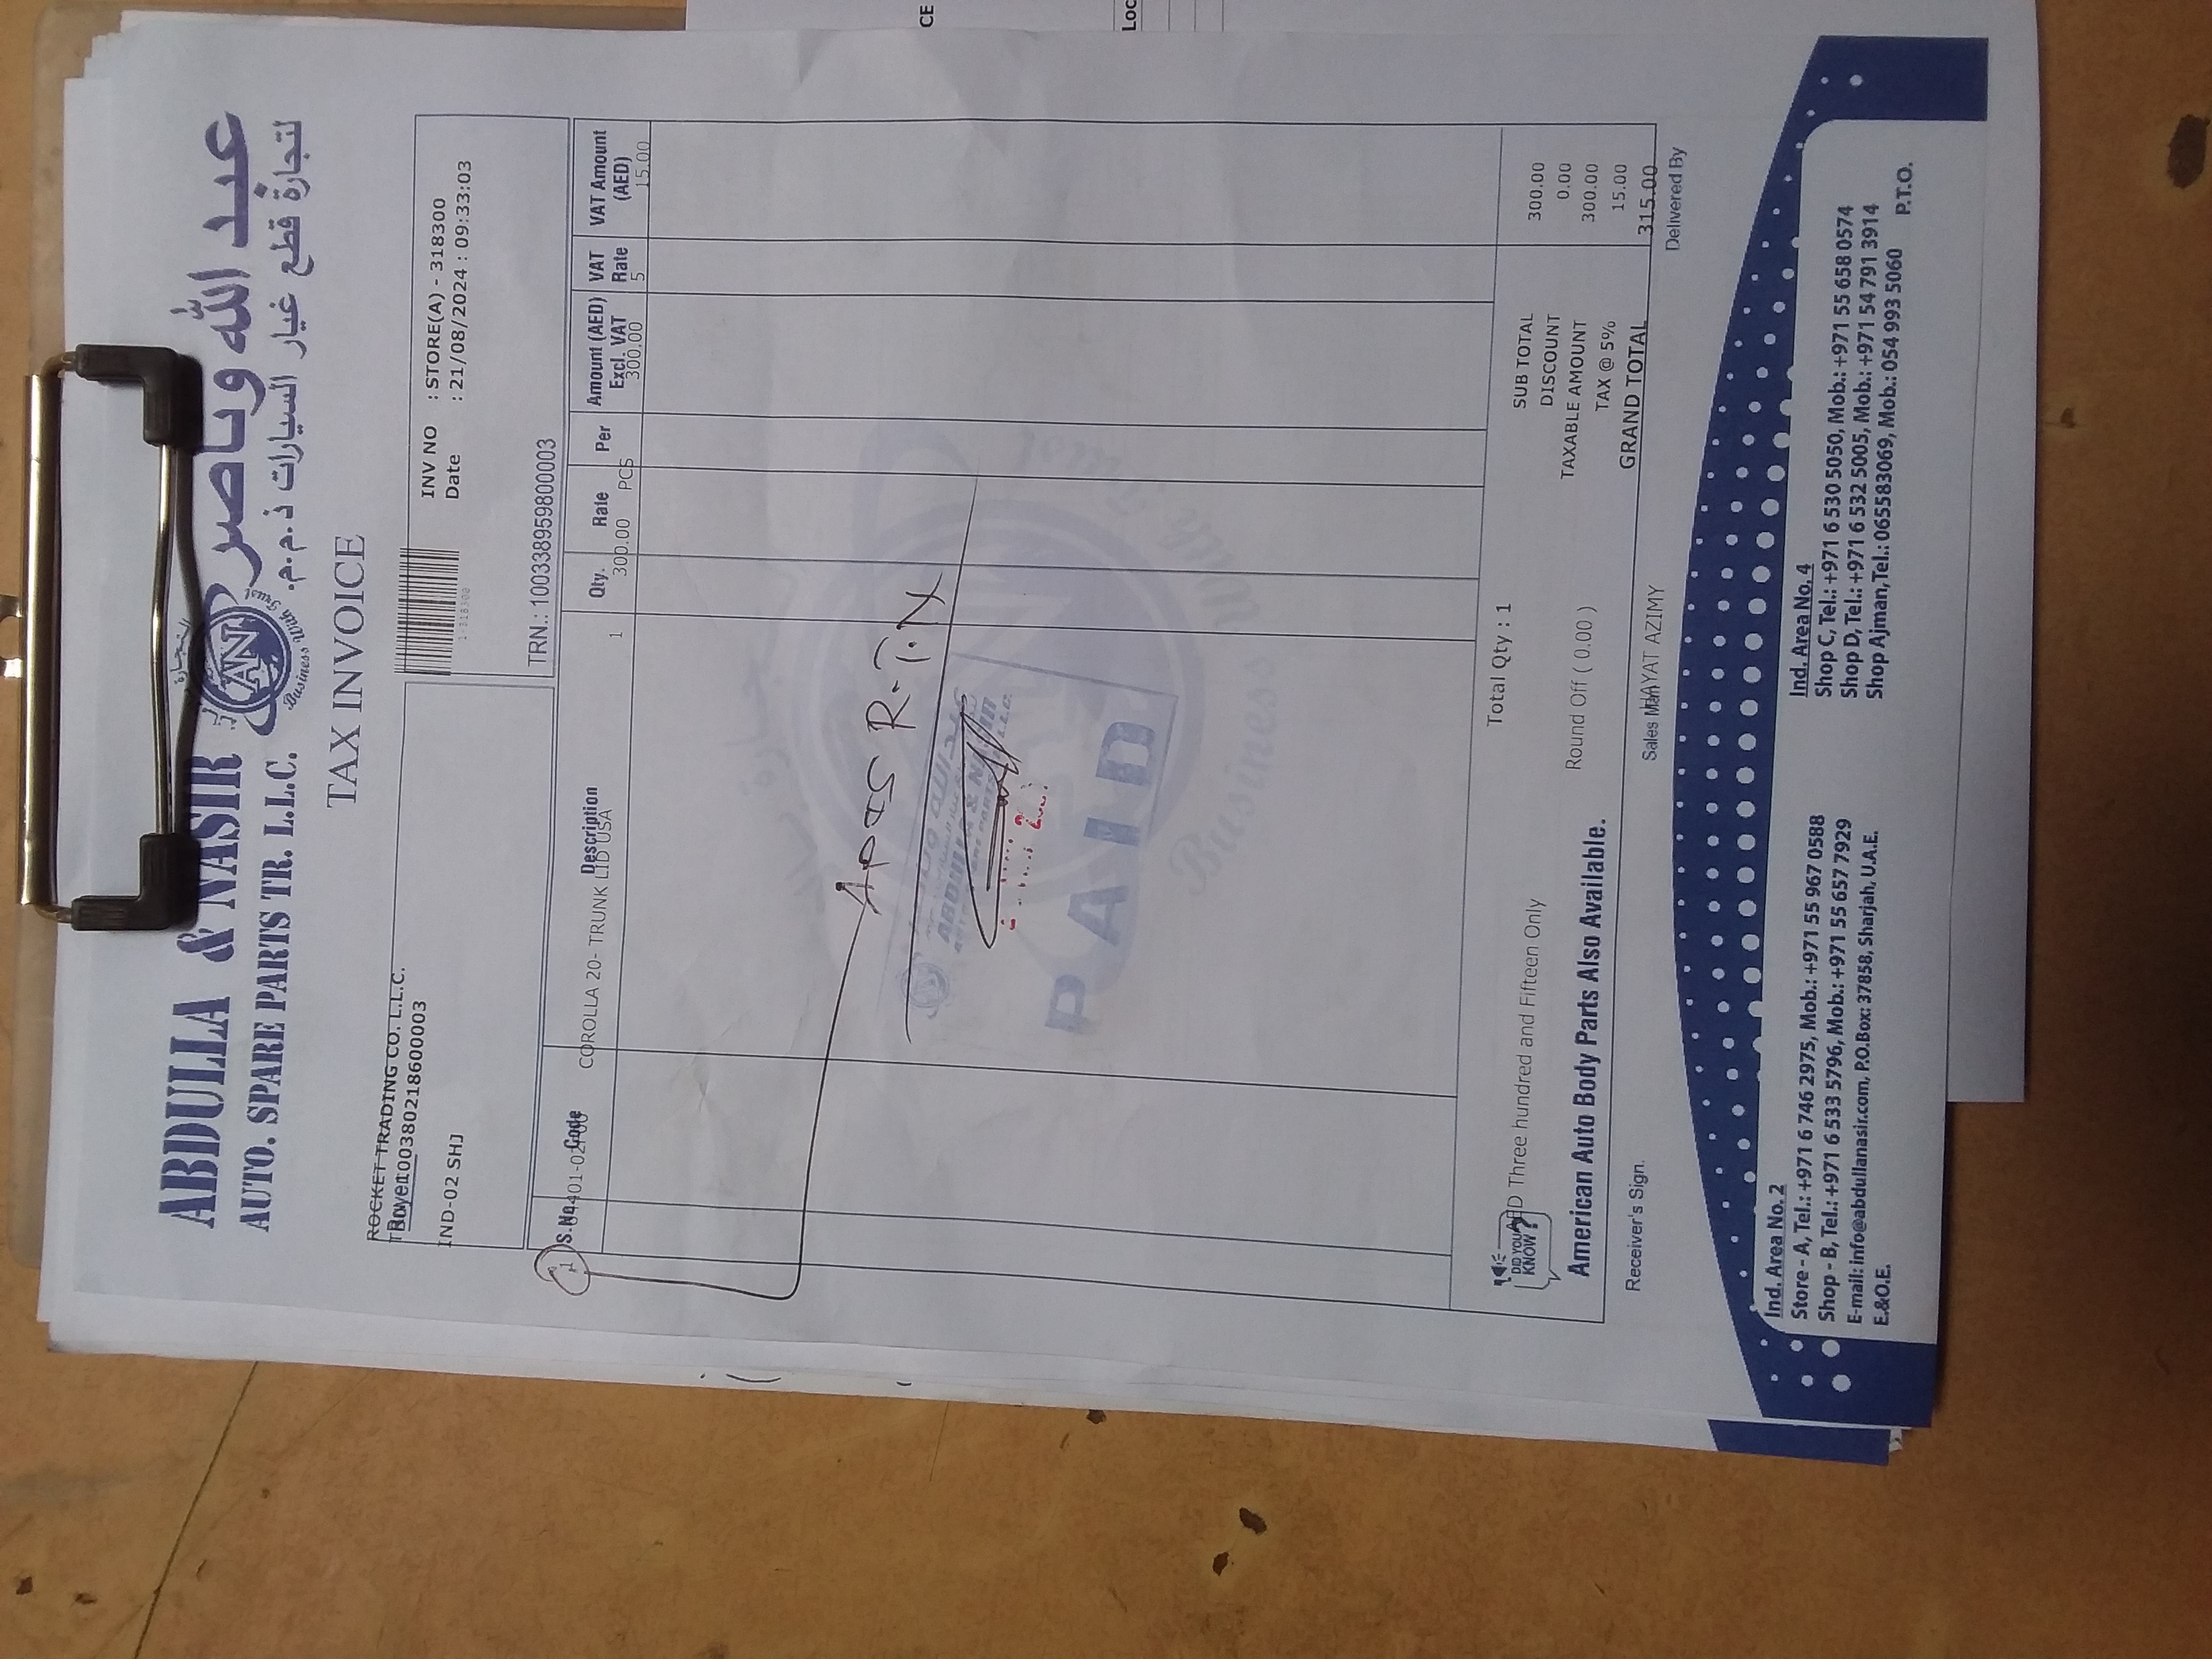 ABDULLA & NASIR
عبد الله وناصر
AUTO. SPARE PARTS TR. L.L.C.
لتجارة قطع غيار السيارات ذ.م.م.
AN
Business With Trust
TAX INVOICE
ROCKET TRADING CO. L.L.C.
Buyer
100380218600003
IND-02 SHJ
1-318300
INV NO : STORE(A) - 318300
Date : 21/08/2024 : 09:33:03
TRN.: 100338959800003
S.No. Code Description Qty. Rate Per Amount (AED) Excl. VAT VAT Rate VAT Amount (AED)
1 COROLLA 20- TRUNK LID USA 1 300.00 PCS 300.00 5 15.00
PAID
Business
Total Qty : 1
SUB TOTAL 300.00
DISCOUNT 0.00
TAXABLE AMOUNT 300.00
TAX @ 5% 15.00
GRAND TOTAL 315.00
AED Three hundred and Fifteen Only
Round Off ( 0.00 )
DID YOU KNOW ?
American Auto Body Parts Also Available.
Receiver's Sign.
Sales Man
HAYAT AZIMY
Delivered By
Ind. Area No. 2
Store - A, Tel.: +971 6 746 2975, Mob.: +971 55 967 0588
Shop - B, Tel.: +971 6 533 5796, Mob.: +971 55 657 7929
E-mail: info@abdullanasir.com, P.O.Box: 37858, Sharjah, U.A.E.
E.&O.E.
Ind. Area No. 4
Shop C, Tel.: +971 6 530 5050, Mob.: +971 55 658 0574
Shop D, Tel.: +971 6 532 5005, Mob.: +971 54 791 3914
Shop Ajman, Tel.: 065583069, Mob.: 054 993 5060
P.T.O.
CE
Loc